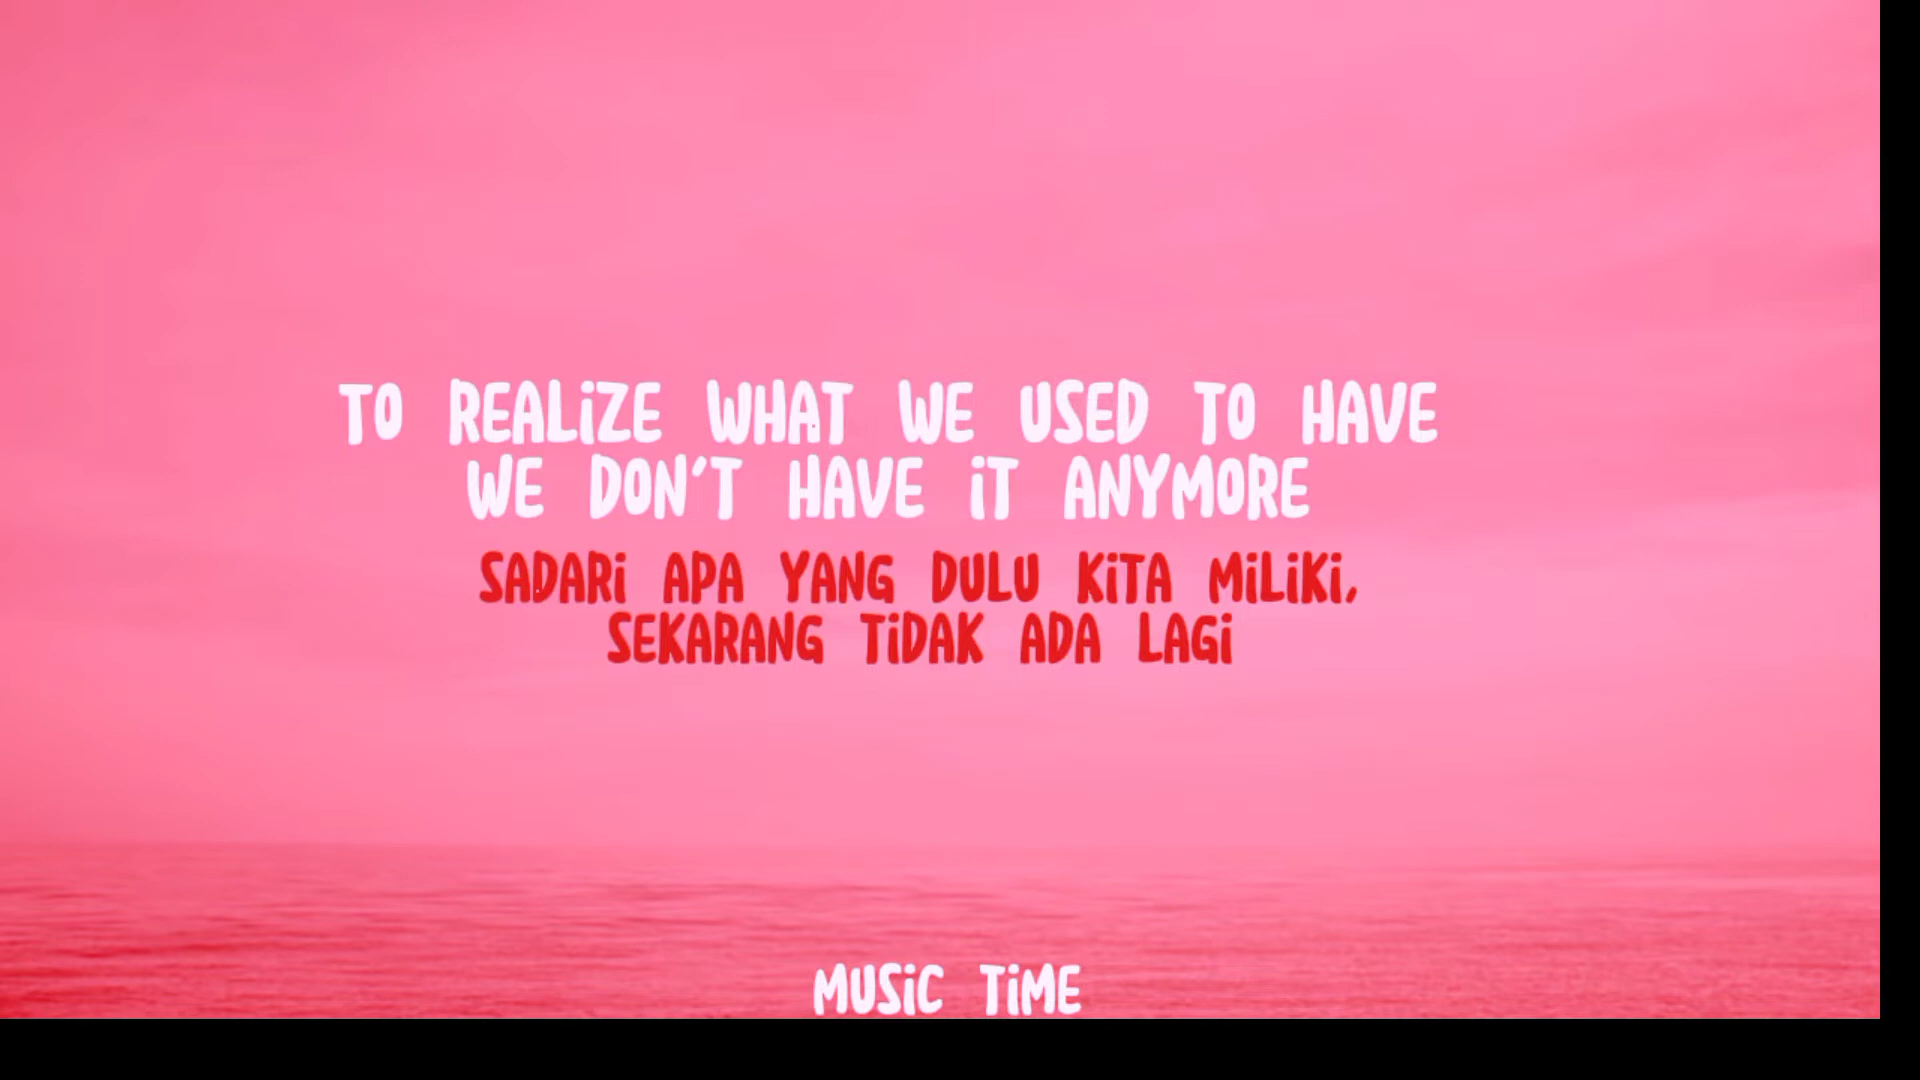 TO REALiZE WHAT WE USED TO HAVE
WE DON'T HAVE iT ANYMORE
SADARi APA YANG DULU KiTA MiLiKi,
SEKARANG TiDAK ADA LAGi
MUSiC TiME